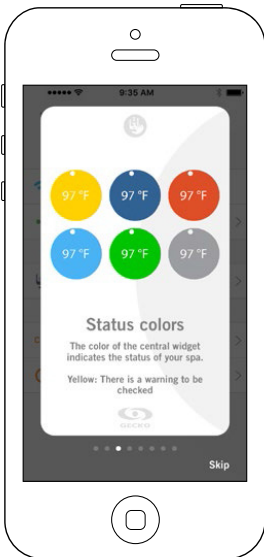 9:35 AM
97 °F 97 °F 97 °F
97 °F 97 °F 97 °F
Status colors
The color of the central widget
indicates the status of your spa.
Yellow: There is a warning to be
checked
GECKO
Skip